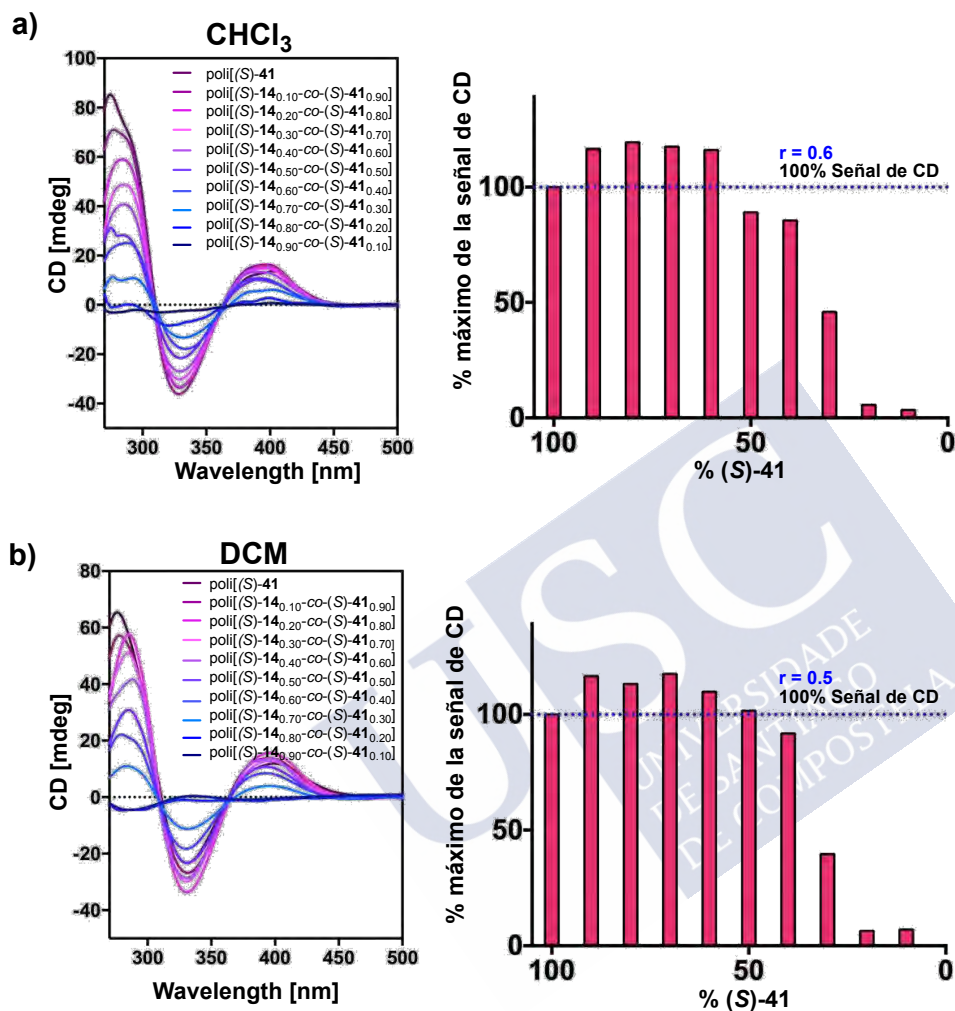 a)
CHCl3
CD [mdeg]
100
80
60
40
20
0
-20
-40
300
350
400
450
500
Wavelength [nm]
poli[(S)-41
poli[(S)-140.10-co-(S)-410.90]
poli[(S)-140.20-co-(S)-410.80]
poli[(S)-140.30-co-(S)-410.70]
poli[(S)-140.40-co-(S)-410.60]
poli[(S)-140.50-co-(S)-410.50]
poli[(S)-140.60-co-(S)-410.40]
poli[(S)-140.70-co-(S)-410.30]
poli[(S)-140.80-co-(S)-410.20]
poli[(S)-140.90-co-(S)-410.10]
% máximo de la señal de CD
100
50
0
r = 0.6
100% Señal de CD
100
50
0
% (S)-41
b)
DCM
CD [mdeg]
80
60
40
20
0
-20
-40
300
350
400
450
500
Wavelength [nm]
poli[(S)-41
poli[(S)-140.10-co-(S)-410.90]
poli[(S)-140.20-co-(S)-410.80]
poli[(S)-140.30-co-(S)-410.70]
poli[(S)-140.40-co-(S)-410.60]
poli[(S)-140.50-co-(S)-410.50]
poli[(S)-140.60-co-(S)-410.40]
poli[(S)-140.70-co-(S)-410.30]
poli[(S)-140.80-co-(S)-410.20]
poli[(S)-140.90-co-(S)-410.10]
% máximo de la señal de CD
100
50
0
r = 0.5
100% Señal de CD
100
50
0
% (S)-41
USC
UNIVERSIDADE
DE SANTIAGO
DE COMPOSTELA